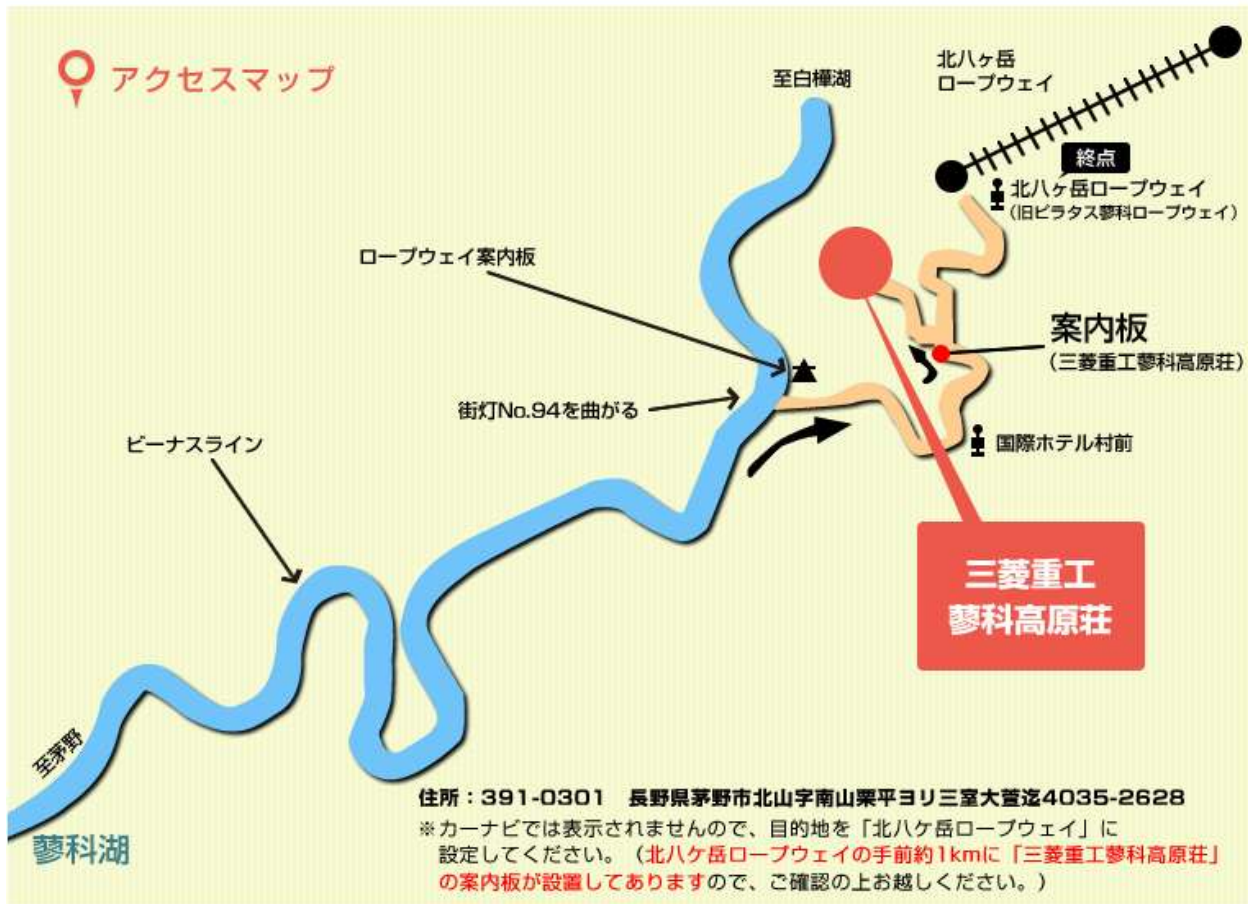 アクセスマップ
至白樺湖
北八ヶ岳
ロープウェイ
終点
北八ヶ岳ロープウェイ
(旧ピラタス蓼科ロープウェイ)
ロープウェイ案内板
案内板
(三菱重工蓼科高原荘)
街灯No.94を曲がる
ビーナスライン
国際ホテル村前
三菱重工
蓼科高原荘
至茅野
蓼科湖
住所:391-0301 長野県茅野市北山字南山栗平ヨリ三室大萱迄4035-2628
※カーナビでは表示されませんので、目的地を「北八ケ岳ロープウェイ」に
設定してください。(北八ケ岳ロープウェイの手前約1kmに「三菱重工蓼科高原荘」
の案内板が設置してありますので、ご確認の上お越しください。)